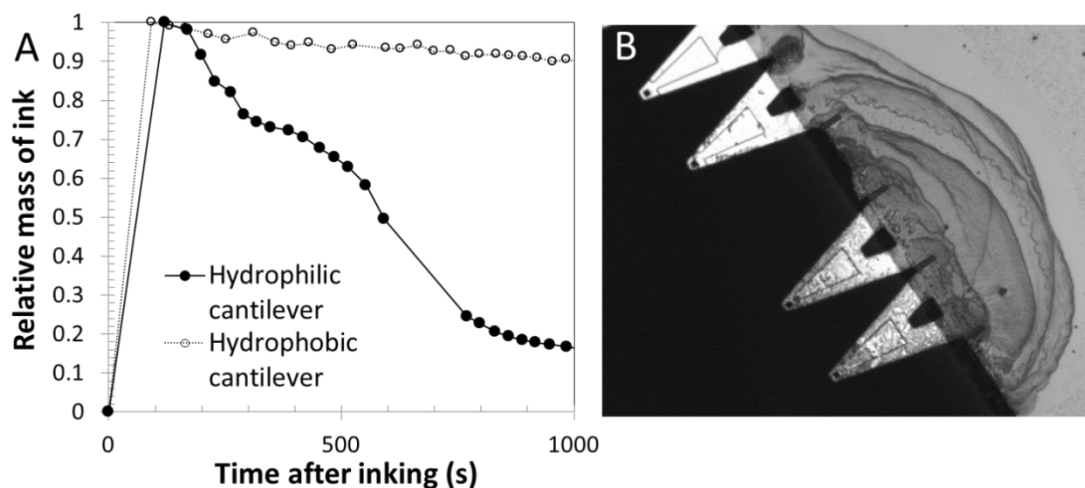 A
B
1
0.9
0.8
0.7
0.6
0.5
0.4
0.3
0.2
0.1
0
Relative mass of ink
Hydrophilic
cantilever
Hydrophobic
cantilever
0
500
1000
Time after inking (s)